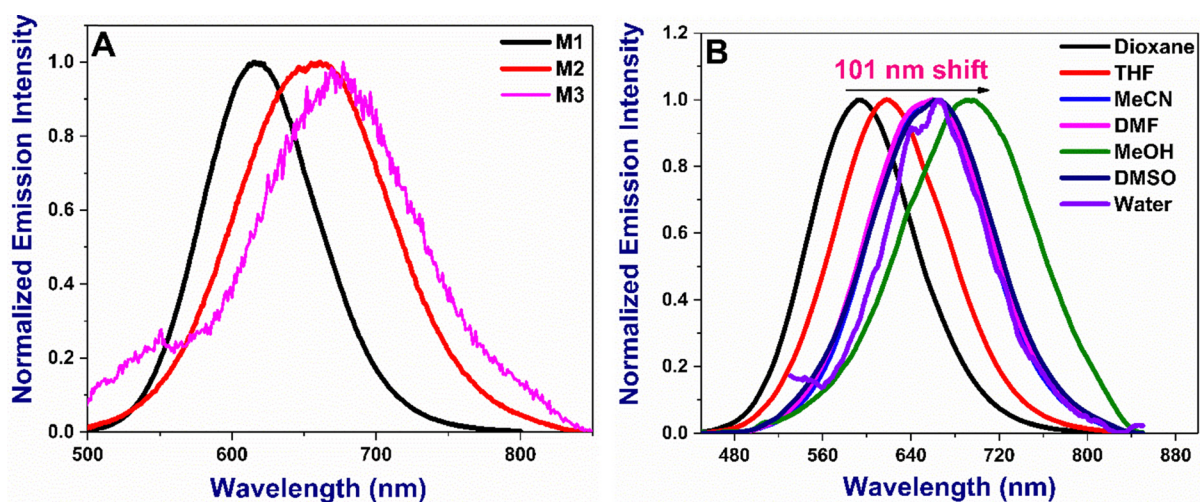 A
M1
M2
M3
Normalized Emission Intensity
1.0
0.8
0.6
0.4
0.2
0.0
500
600
700
800
Wavelength (nm)
B
101 nm shift
Dioxane
THF
MeCN
DMF
MeOH
DMSO
Water
Normalized Emission Intensity
1.2
1.0
0.8
0.6
0.4
0.2
0.0
480
560
640
720
800
880
Wavelength (nm)